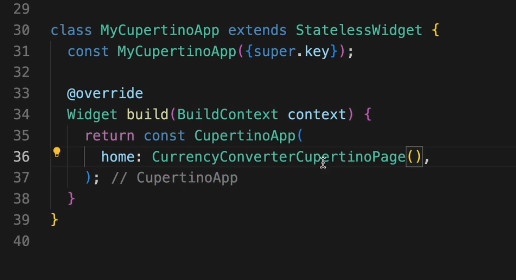 29
30 class MyCupertinoApp extends StatelessWidget {
31   const MyCupertinoApp({super.key});
32
33   @override
34   Widget build(BuildContext context) {
35     return const CupertinoApp(
36       home: CurrencyConverterCupertinoPage(),
37     ); // CupertinoApp
38   }
39 }
40